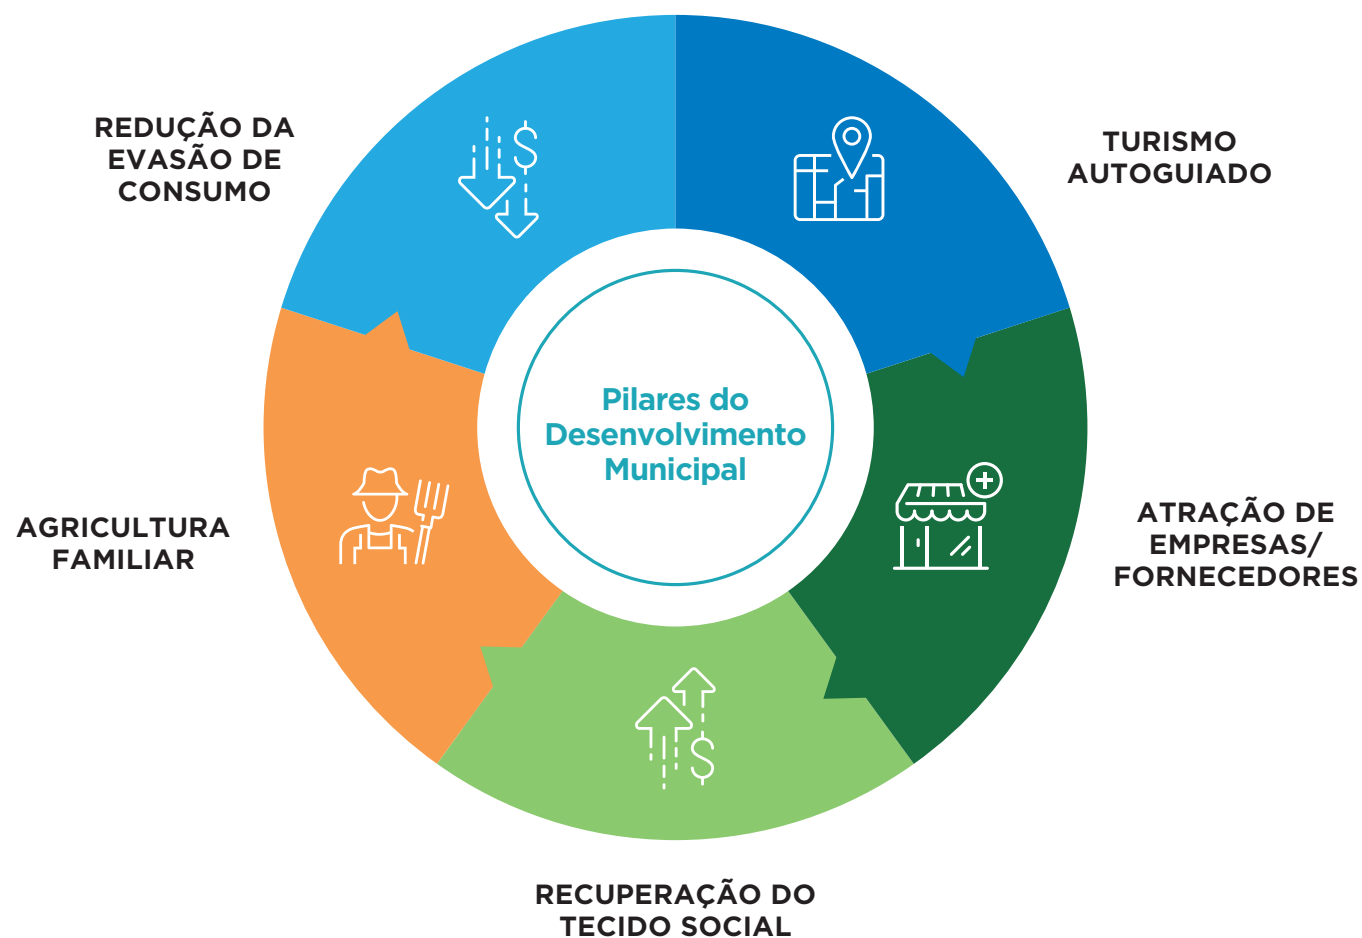 REDUÇÃO DA
EVASÃO DE
CONSUMO
TURISMO
AUTOGUIADO
Pilares do
Desenvolvimento
Municipal
AGRICULTURA
FAMILIAR
ATRAÇÃO DE
EMPRESAS/
FORNECEDORES
RECUPERAÇÃO DO
TECIDO SOCIAL